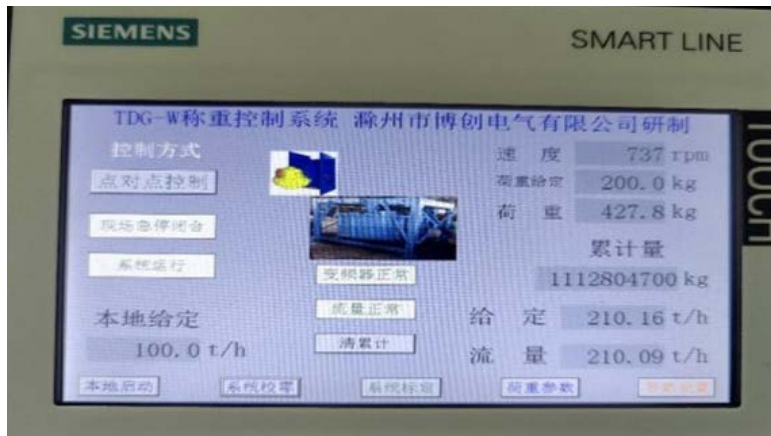 SIEMENS
SMART LINE
TOUCH
TDG-W称重控制系统 滁州市博创电气有限公司研制
控制方式
点对点控制
现场急停闭合
系统运行
本地给定
100.0 t/h
变频器正常
流量正常
清累计
速 度 737 rpm
荷重给定 200.0 kg
荷 重 427.8 kg
累计量
1112804700 kg
给 定 210.16 t/h
流 量 210.09 t/h
本地启动 系统校零 系统标定 荷重参数